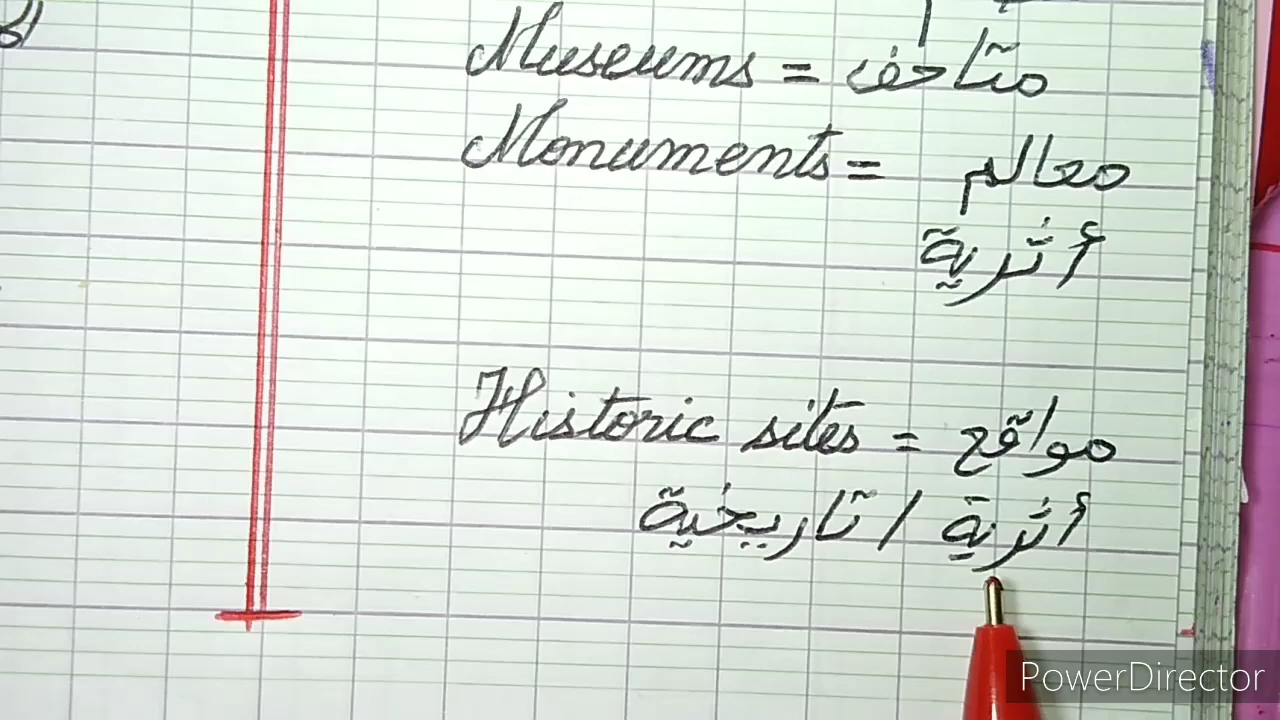 Museums = متاحف
Monuments = معالم
أثرية
Historic sites = مواقع
أثرية / تاريخية
PowerDirector